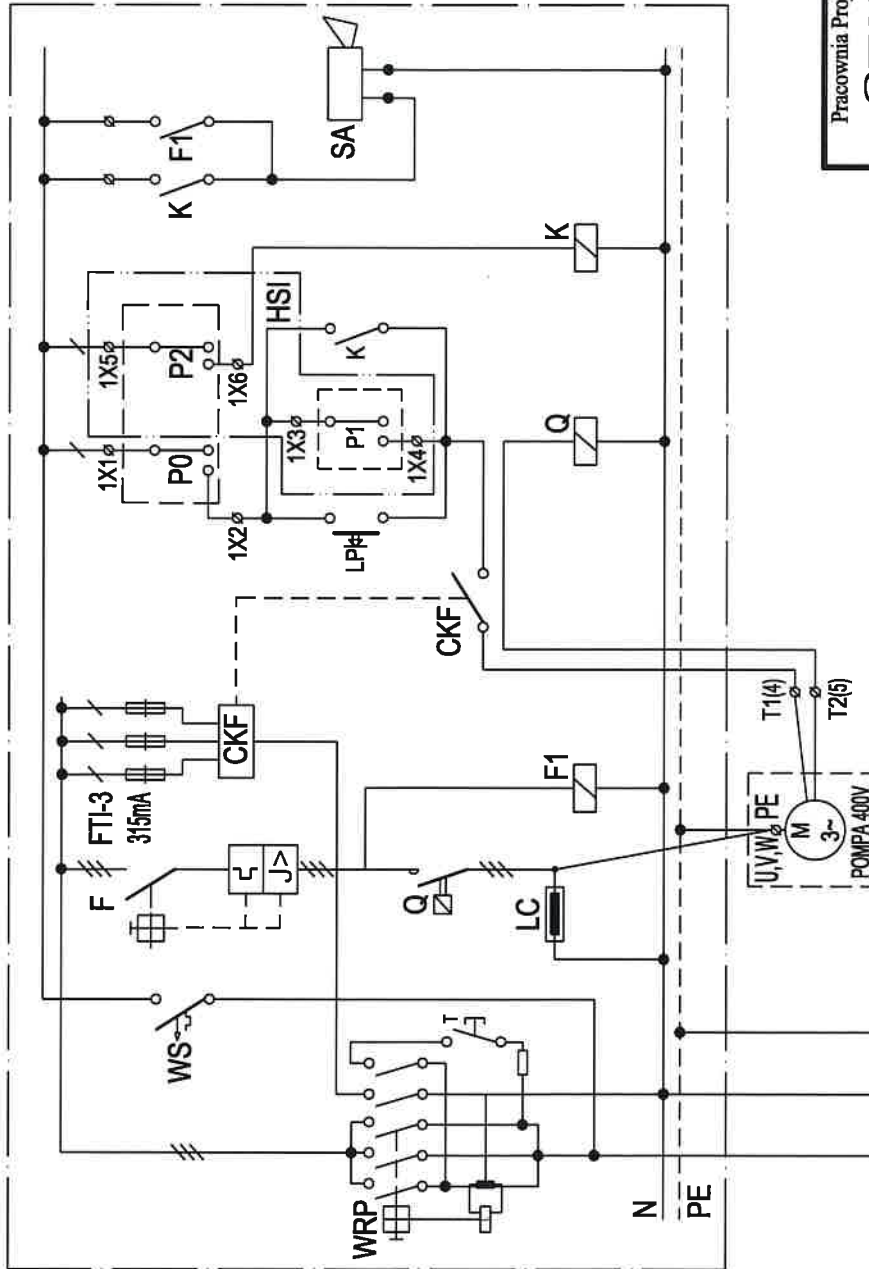 WRP
T
WS
F
J>
Q
LC
N
PE
FTI-3
315mA
CKF
F1
CKF
U,V,W PE
M
3~
POMPA 400V
T1(4)
T2(5)
1X1
P0
1X2
LP
1X5
P2
1X6
HSI
1X3
P1
1X4
K
Q
K
K
F1
SA
Pracownia